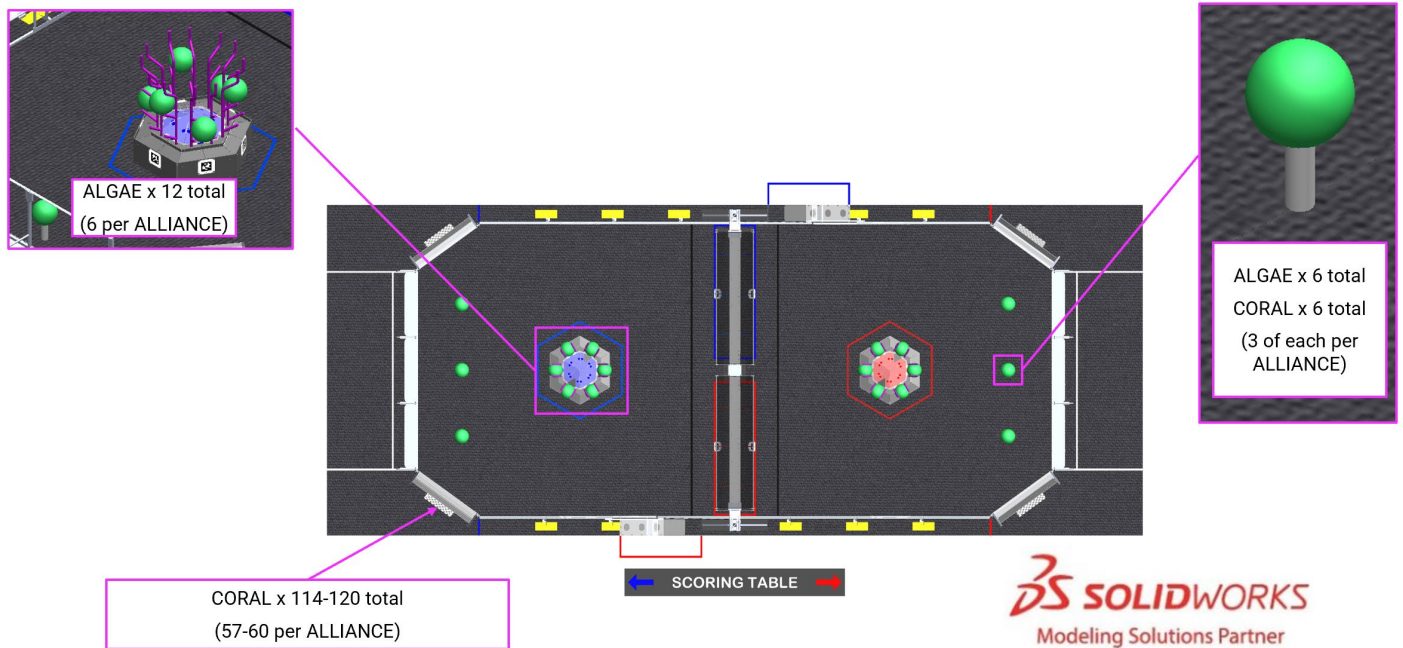 ALGAE x 12 total
(6 per ALLIANCE)
ALGAE x 6 total
CORAL x 6 total
(3 of each per
ALLIANCE)
CORAL x 114-120 total
(57-60 per ALLIANCE)
SCORING TABLE
SOLIDWORKS
Modeling Solutions Partner